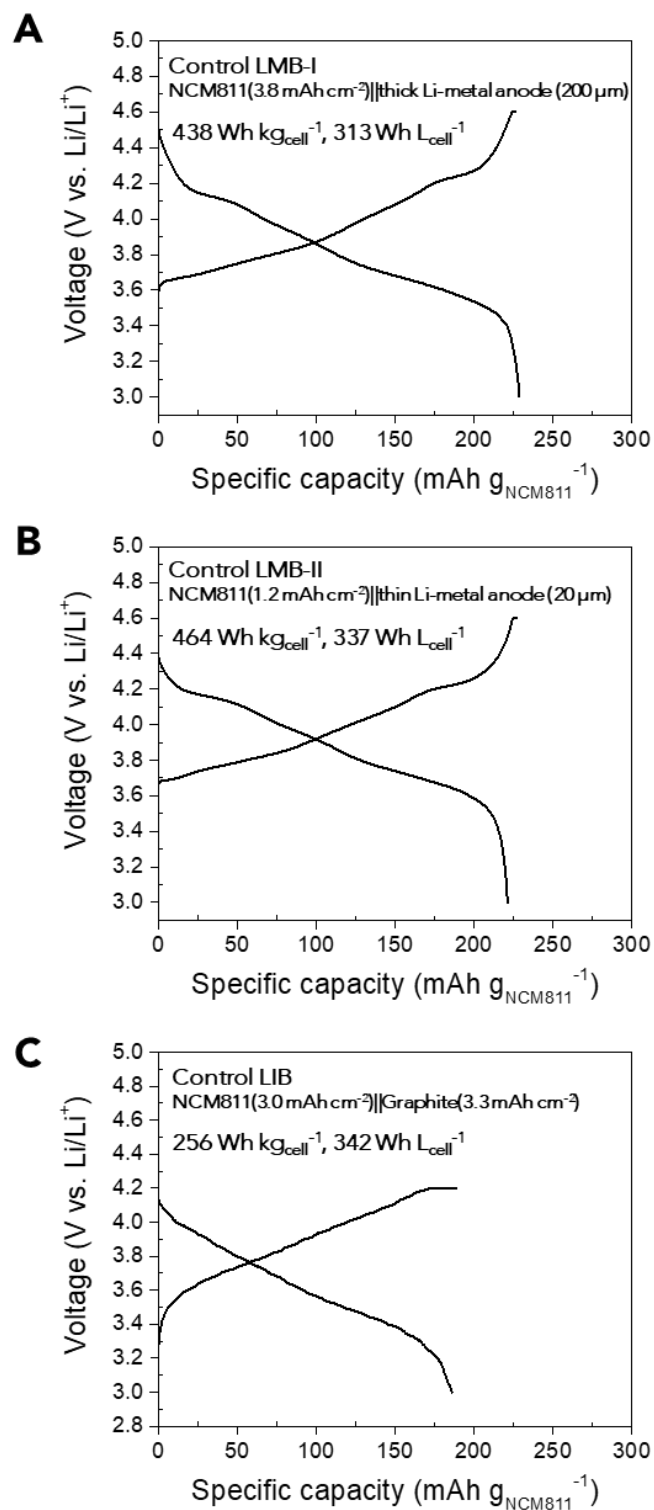 A
Control LMB-I
NCM811(3.8 mAh cm⁻²)||thick Li-metal anode (200 µm)
438 Wh kg_cell⁻¹, 313 Wh L_cell⁻¹
Voltage (V vs. Li/Li⁺)
5.0
4.8
4.6
4.4
4.2
4.0
3.8
3.6
3.4
3.2
3.0
0 50 100 150 200 250 300
Specific capacity (mAh g_NCM811⁻¹)
B
Control LMB-II
NCM811(1.2 mAh cm⁻²)||thin Li-metal anode (20 µm)
464 Wh kg_cell⁻¹, 337 Wh L_cell⁻¹
Voltage (V vs. Li/Li⁺)
5.0
4.8
4.6
4.4
4.2
4.0
3.8
3.6
3.4
3.2
3.0
0 50 100 150 200 250 300
Specific capacity (mAh g_NCM811⁻¹)
C
Control LIB
NCM811(3.0 mAh cm⁻²)||Graphite(3.3 mAh cm⁻²)
256 Wh kg_cell⁻¹, 342 Wh L_cell⁻¹
Voltage (V vs. Li/Li⁺)
5.0
4.8
4.6
4.4
4.2
4.0
3.8
3.6
3.4
3.2
3.0
2.8
0 50 100 150 200 250 300
Specific capacity (mAh g_NCM811⁻¹)